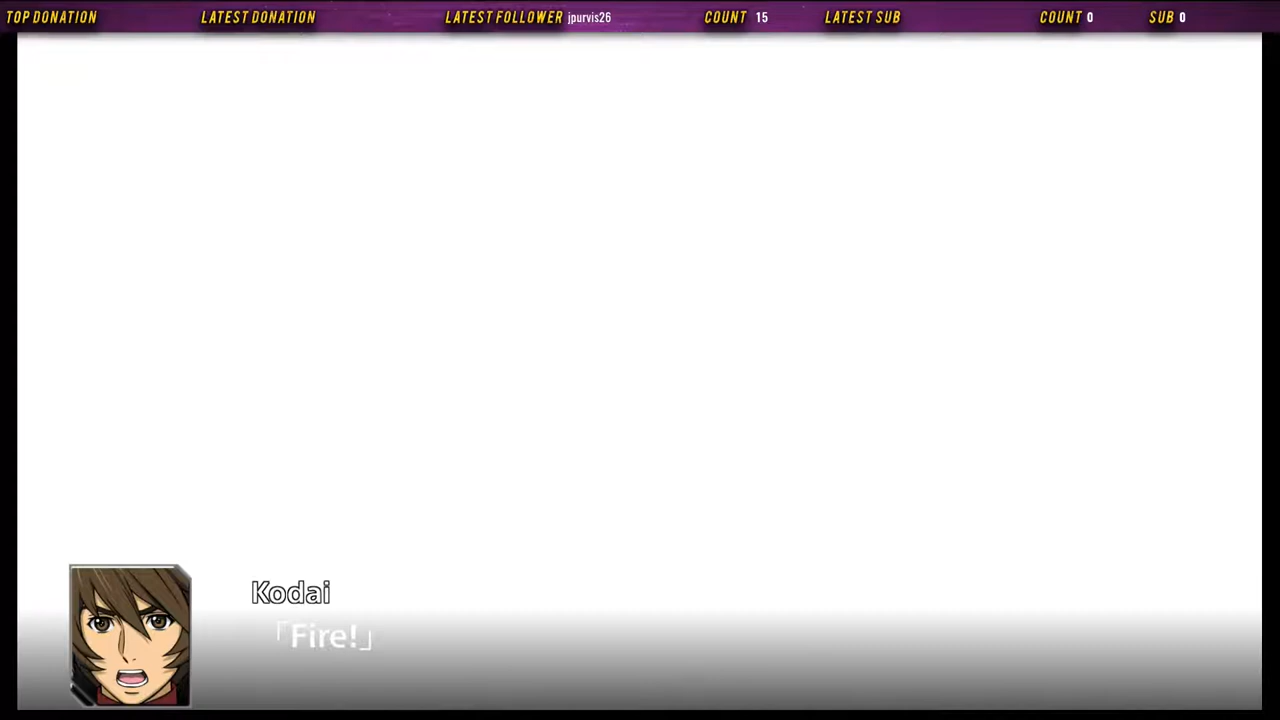 TOP DONATION LATEST DONATION LATEST FOLLOWER jpurvis26 COUNT 15 LATEST SUB COUNT 0 SUB 0
Kodai
「Fire!」